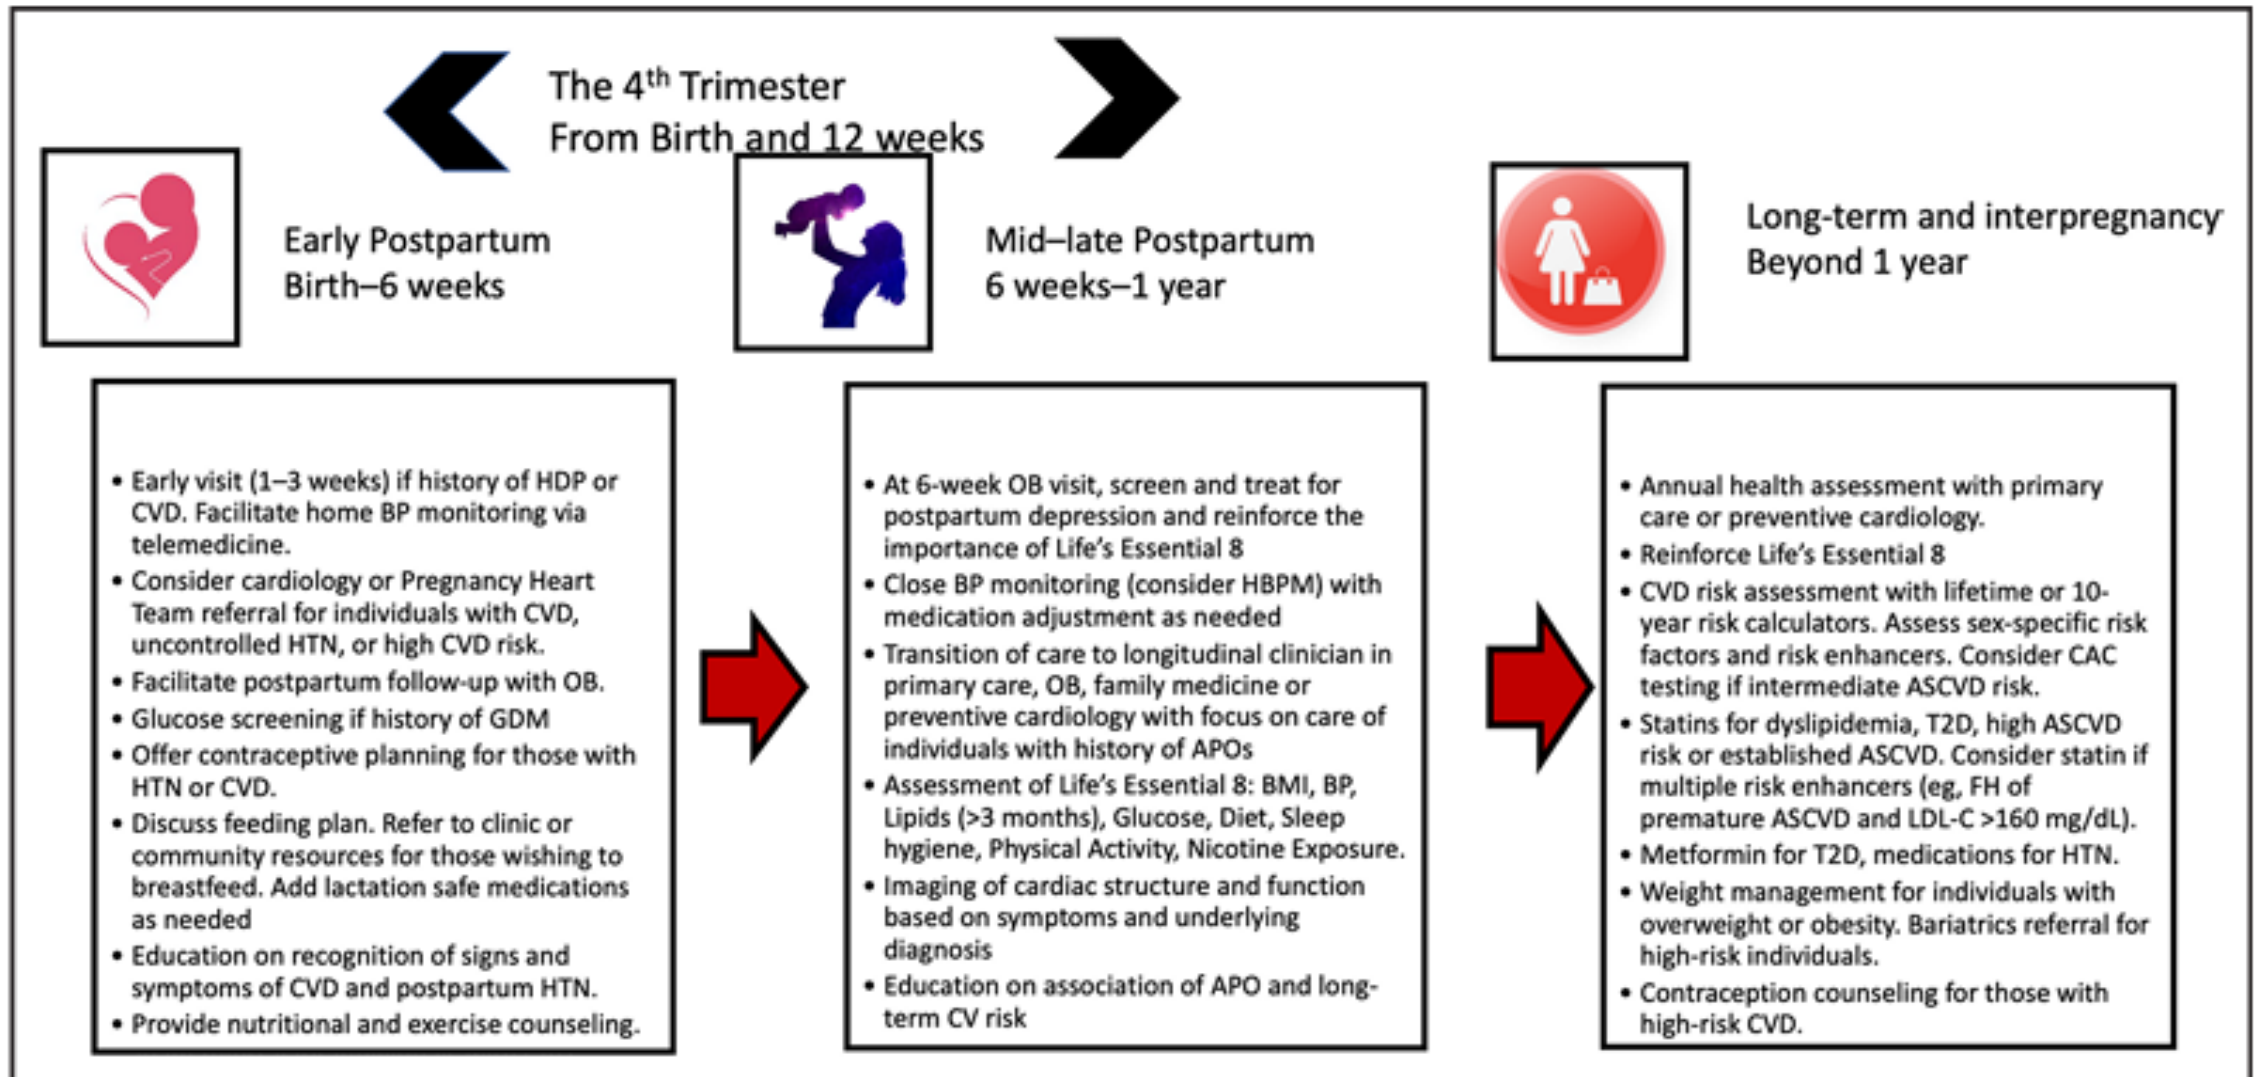 The 4th Trimester
From Birth and 12 weeks
Early Postpartum
Birth–6 weeks
Mid–late Postpartum
6 weeks–1 year
Long-term and interpregnancy
Beyond 1 year
• Early visit (1–3 weeks) if history of HDP or
CVD. Facilitate home BP monitoring via
telemedicine.
• Consider cardiology or Pregnancy Heart
Team referral for individuals with CVD,
uncontrolled HTN, or high CVD risk.
• Facilitate postpartum follow-up with OB.
• Glucose screening if history of GDM
• Offer contraceptive planning for those with
HTN or CVD.
• Discuss feeding plan. Refer to clinic or
community resources for those wishing to
breastfeed. Add lactation safe medications
as needed
• Education on recognition of signs and
symptoms of CVD and postpartum HTN.
• Provide nutritional and exercise counseling.
• At 6-week OB visit, screen and treat for
postpartum depression and reinforce the
importance of Life's Essential 8
• Close BP monitoring (consider HBPM) with
medication adjustment as needed
• Transition of care to longitudinal clinician in
primary care, OB, family medicine or
preventive cardiology with focus on care of
individuals with history of APOs
• Assessment of Life's Essential 8: BMI, BP,
Lipids (>3 months), Glucose, Diet, Sleep
hygiene, Physical Activity, Nicotine Exposure.
• Imaging of cardiac structure and function
based on symptoms and underlying
diagnosis
• Education on association of APO and long-
term CV risk
• Annual health assessment with primary
care or preventive cardiology.
• Reinforce Life's Essential 8
• CVD risk assessment with lifetime or 10-
year risk calculators. Assess sex-specific risk
factors and risk enhancers. Consider CAC
testing if intermediate ASCVD risk.
• Statins for dyslipidemia, T2D, high ASCVD
risk or established ASCVD. Consider statin if
multiple risk enhancers (eg, FH of
premature ASCVD and LDL-C >160 mg/dL).
• Metformin for T2D, medications for HTN.
• Weight management for individuals with
overweight or obesity. Bariatrics referral for
high-risk individuals.
• Contraception counseling for those with
high-risk CVD.